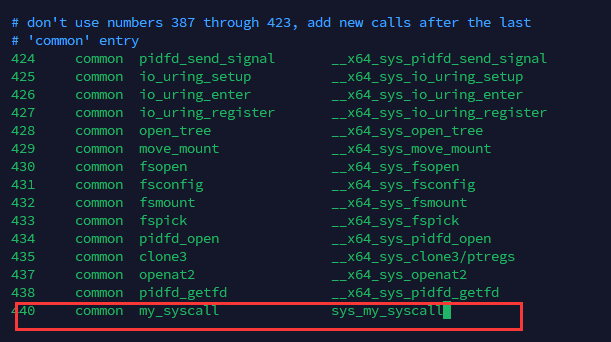 # don't use numbers 387 through 423, add new calls after the last
# 'common' entry
424 common pidfd_send_signal __x64_sys_pidfd_send_signal
425 common io_uring_setup __x64_sys_io_uring_setup
426 common io_uring_enter __x64_sys_io_uring_enter
427 common io_uring_register __x64_sys_io_uring_register
428 common open_tree __x64_sys_open_tree
429 common move_mount __x64_sys_move_mount
430 common fsopen __x64_sys_fsopen
431 common fsconfig __x64_sys_fsconfig
432 common fsmount __x64_sys_fsmount
433 common fspick __x64_sys_fspick
434 common pidfd_open __x64_sys_pidfd_open
435 common clone3 __x64_sys_clone3/ptregs
437 common openat2 __x64_sys_openat2
438 common pidfd_getfd __x64_sys_pidfd_getfd
440 common my_syscall sys_my_syscall